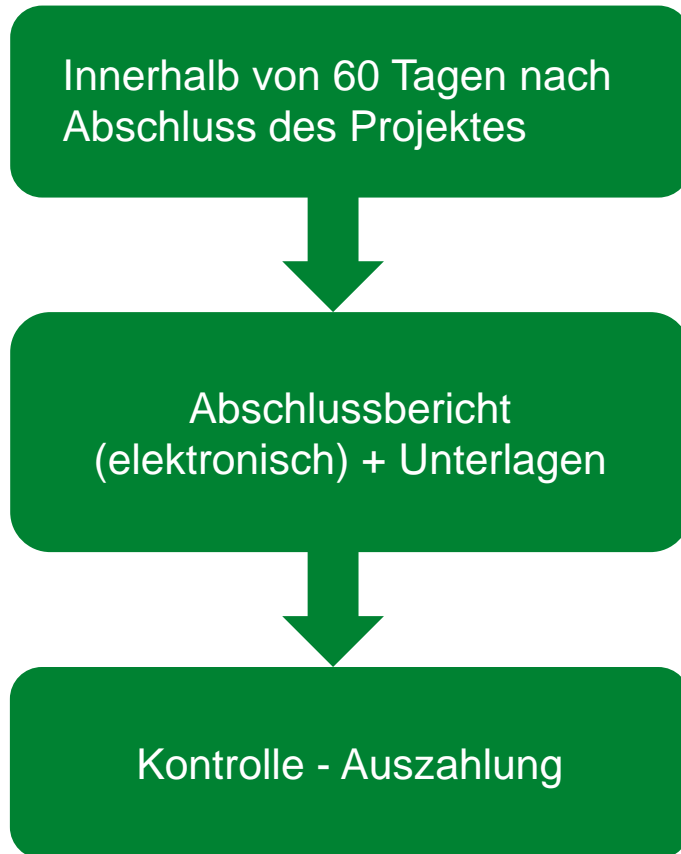 Innerhalb von 60 Tagen nach
Abschluss des Projektes
Abschlussbericht
(elektronisch) + Unterlagen
Kontrolle - Auszahlung